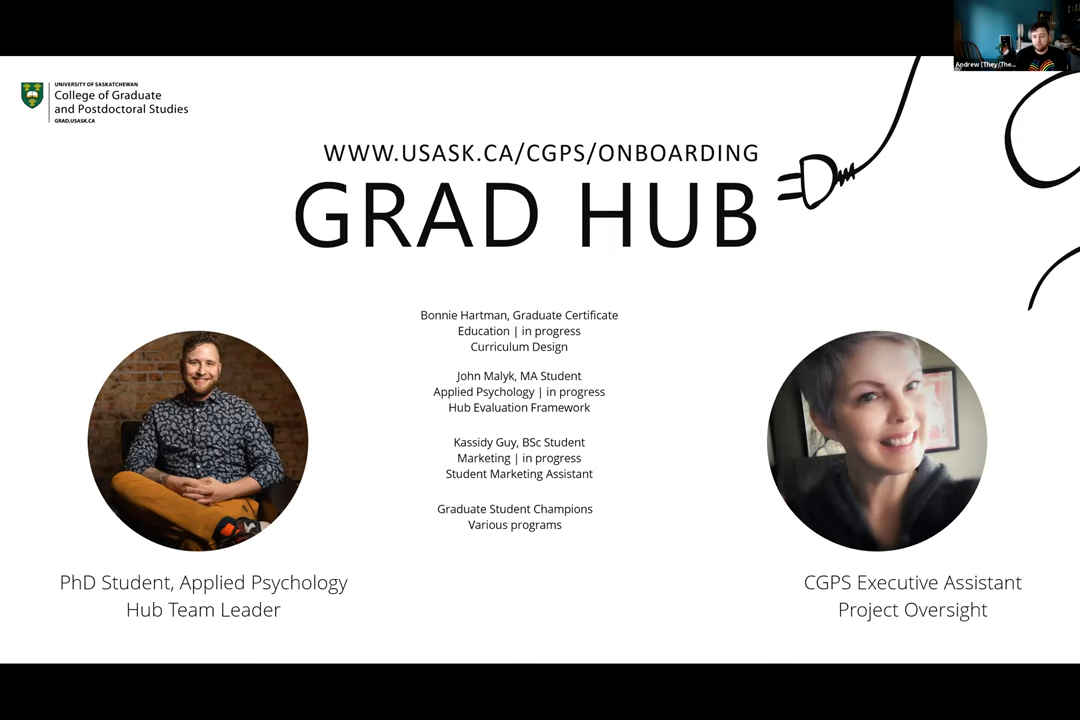 Andrew (They/The...
UNIVERSITY OF SASKATCHEWAN
College of Graduate
and Postdoctoral Studies
GRAD.USASK.CA
WWW.USASK.CA/CGPS/ONBOARDING
GRAD HUB
Bonnie Hartman, Graduate Certificate
Education | in progress
Curriculum Design
John Malyk, MA Student
Applied Psychology | in progress
Hub Evaluation Framework
Kassidy Guy, BSc Student
Marketing | in progress
Student Marketing Assistant
Graduate Student Champions
Various programs
PhD Student, Applied Psychology
Hub Team Leader
CGPS Executive Assistant
Project Oversight